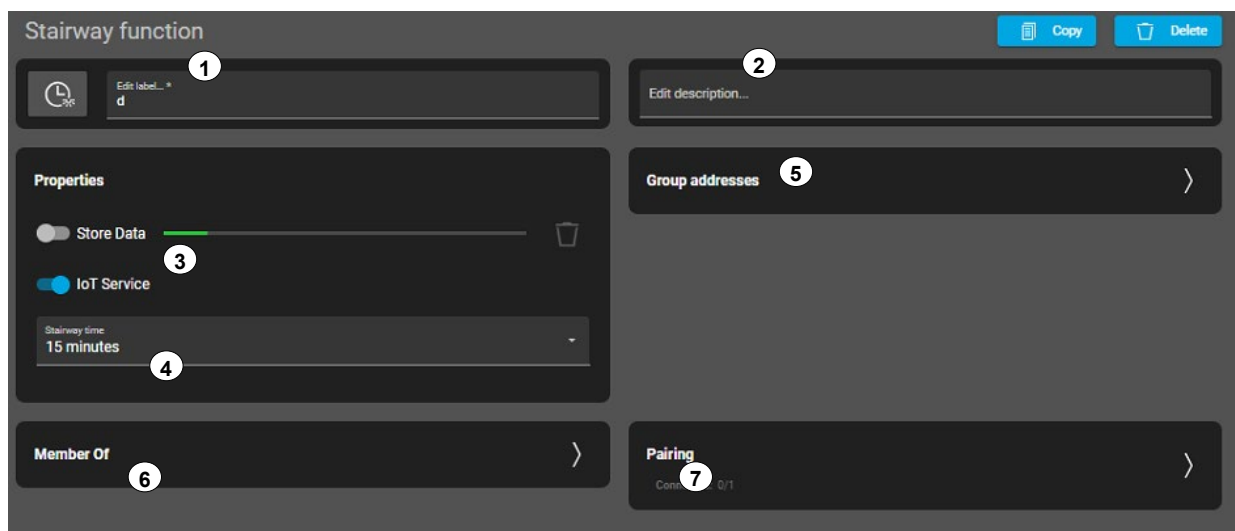 Stairway function
Copy
Delete
1
2
Edit label... *
d
Edit description...
Properties
5
Group addresses
Store Data
3
IoT Service
Stairway time
15 minutes
4
Member Of
6
Pairing
7
0/1